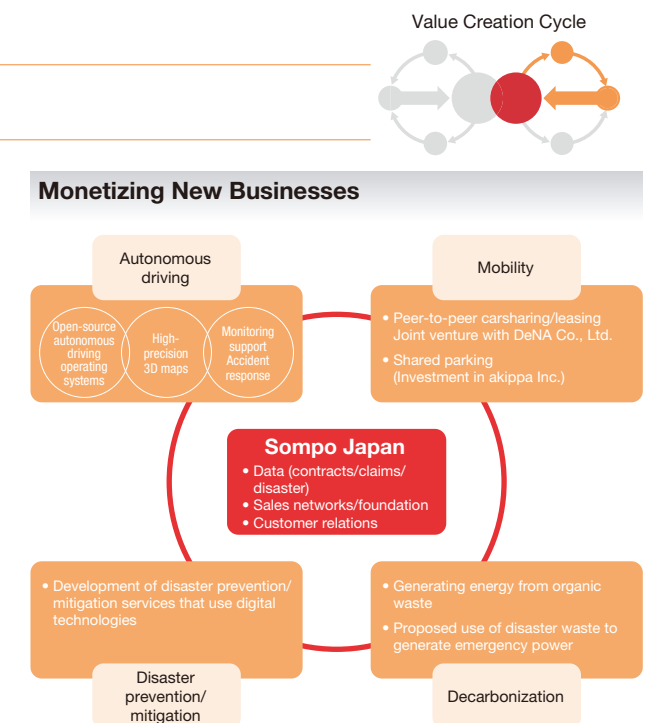 Value Creation Cycle
Monetizing New Businesses
Autonomous
driving
Open-source
autonomous
driving
operating
systems
High-
precision
3D maps
Monitoring
support
Accident
response
Mobility
• Peer-to-peer carsharing/leasing
Joint venture with DeNA Co., Ltd.
• Shared parking
(Investment in akippa Inc.)
Sompo Japan
• Data (contracts/claims/
disaster)
• Sales networks/foundation
• Customer relations
• Development of disaster prevention/
mitigation services that use digital
technologies
Disaster
prevention/
mitigation
• Generating energy from organic
waste
• Proposed use of disaster waste to
generate emergency power
Decarbonization